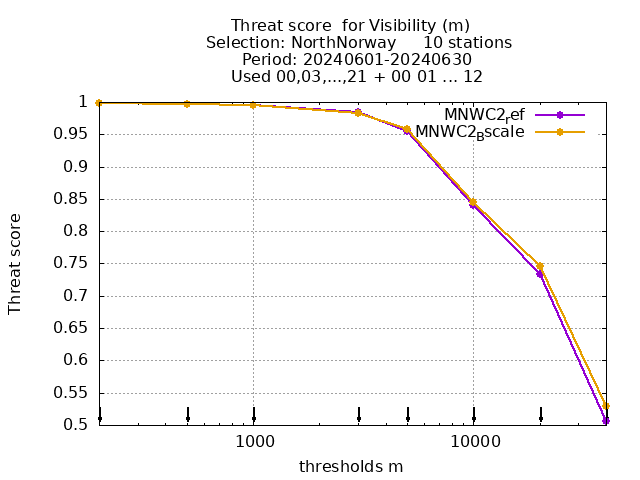 Threat score  for Visibility (m)
Selection: NorthNorway     10 stations
Period: 20240601-20240630
Used 00,03,...,21 + 00 01 ... 12
1
0.95
0.9
0.85
0.8
0.75
0.7
0.65
0.6
0.55
0.5
1000
10000
Threat score
thresholds m
MNWC2ref
MNWC2Bscale